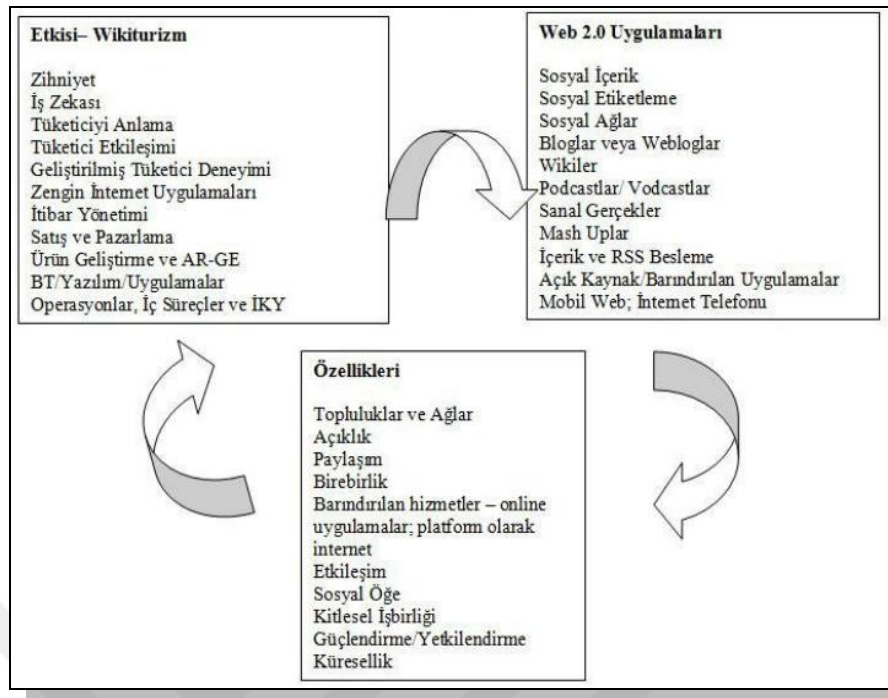 Etkisi– Wikiturizm
Zihniyet
İş Zekası
Tüketiciyi Anlama
Tüketici Etkileşimi
Geliştirilmiş Tüketici Deneyimi
Zengin İnternet Uygulamaları
İtibar Yönetimi
Satış ve Pazarlama
Ürün Geliştirme ve AR-GE
BT/Yazılım/Uygulamalar
Operasyonlar, İç Süreçler ve İKY
Web 2.0 Uygulamaları
Sosyal İçerik
Sosyal Etiketleme
Sosyal Ağlar
Bloglar veya Webloglar
Wikiler
Podcastlar/ Vodcastlar
Sanal Gerçekler
Mash Uplar
İçerik ve RSS Besleme
Açık Kaynak/Barındırılan Uygulamalar
Mobil Web; İnternet Telefonu
Özellikleri
Topluluklar ve Ağlar
Açıklık
Paylaşım
Birebirlik
Barındırılan hizmetler – online
uygulamalar; platform olarak
internet
Etkileşim
Sosyal Öğe
Kitlesel İşbirliği
Güçlendirme/Yetkilendirme
Küresellik